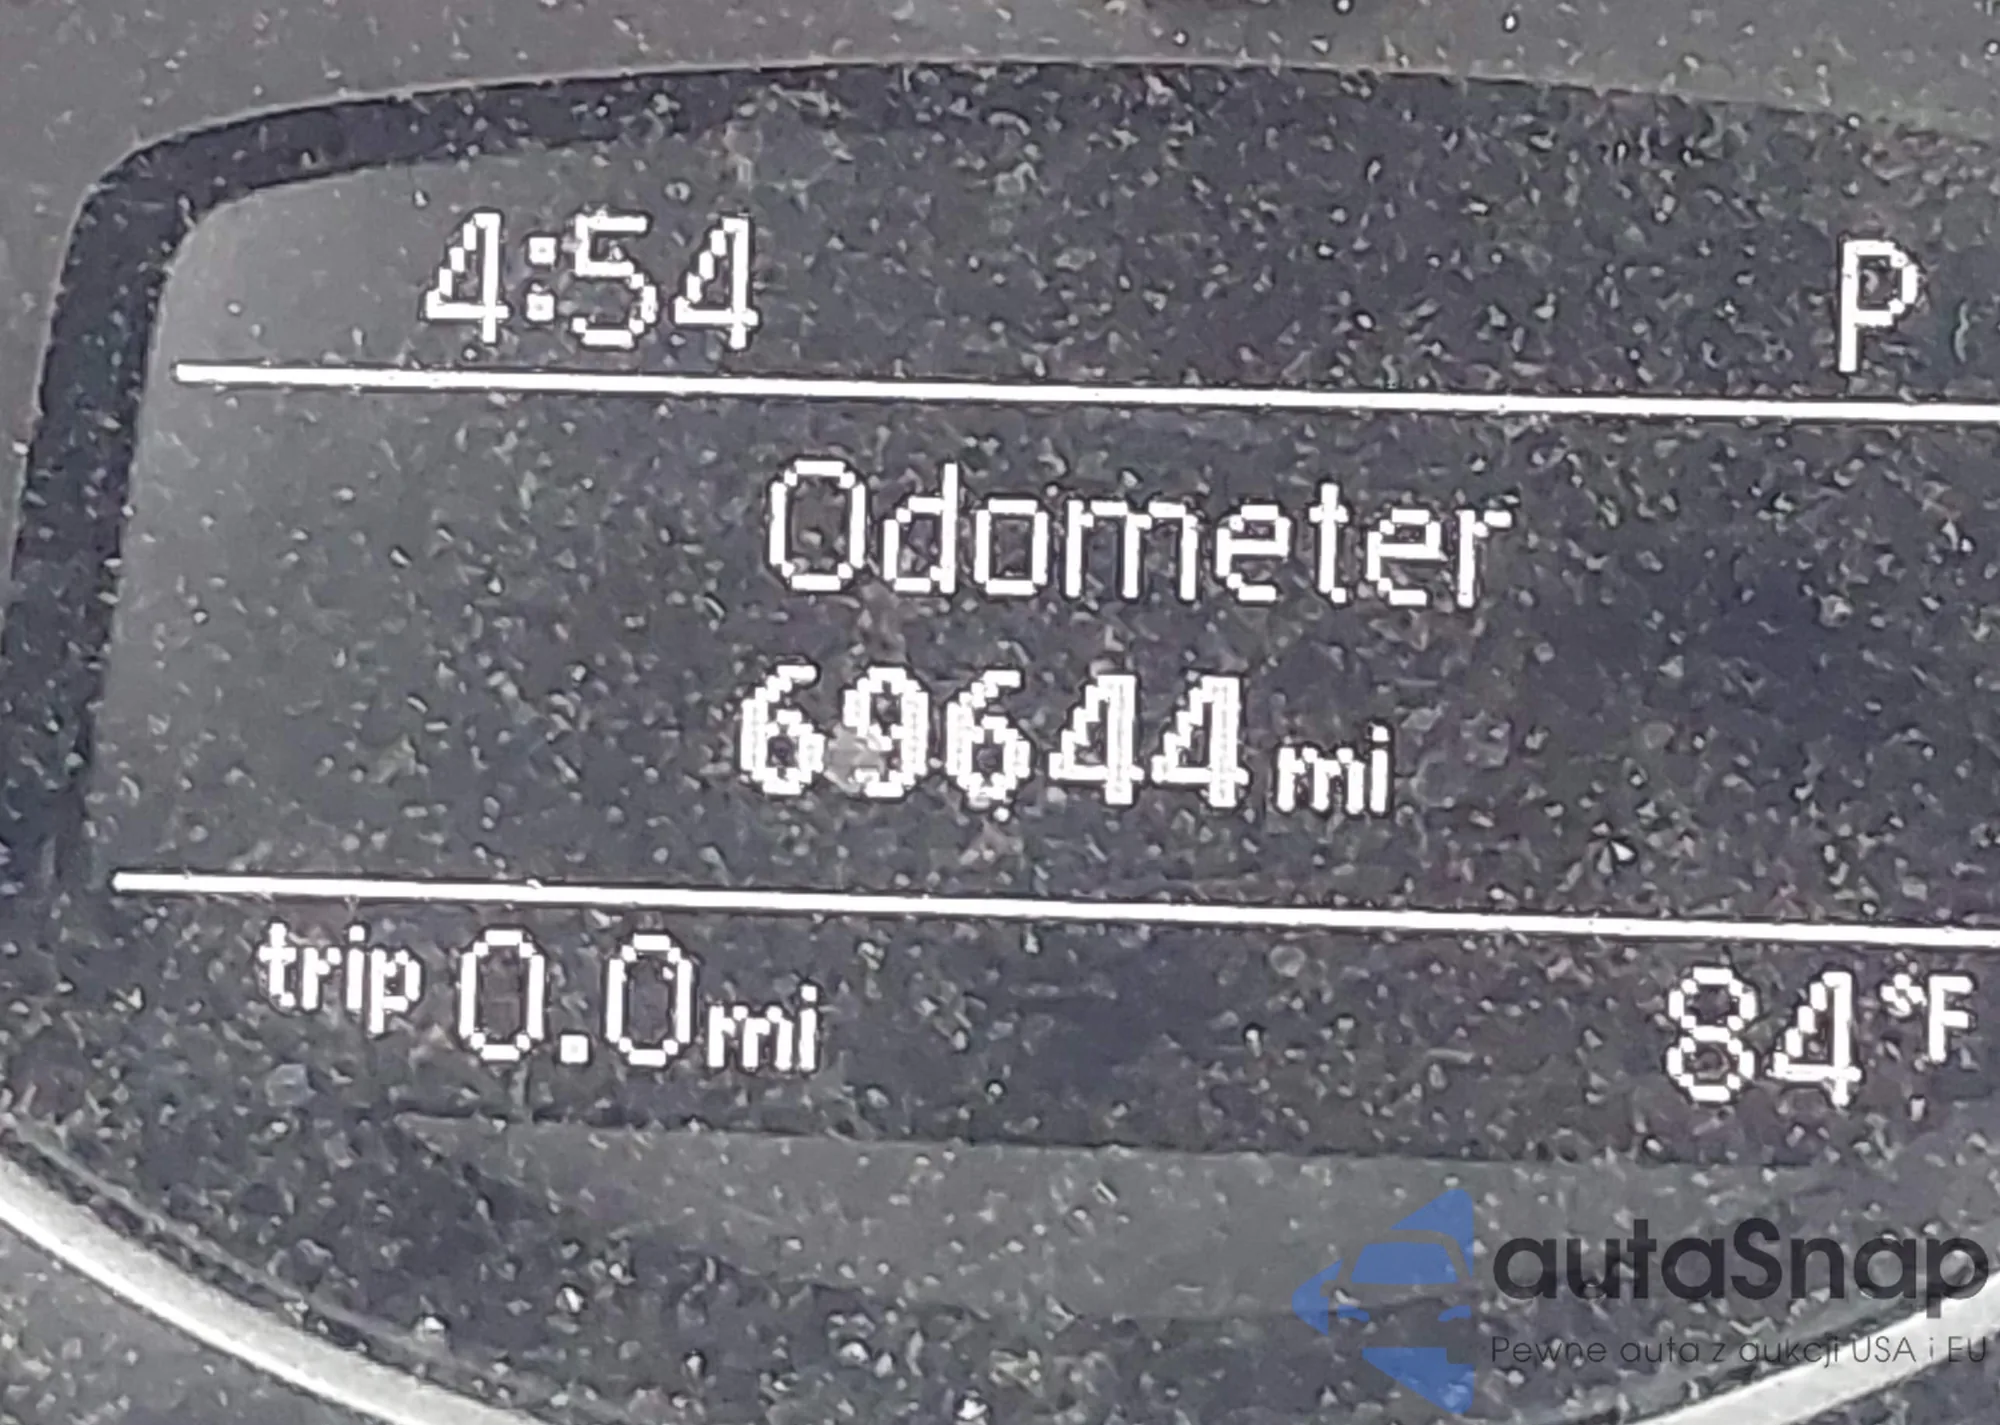 4:54 P
Odometer
69644 mi
trip 0.0 mi 84°F
autaSnap
Pewne auta z aukcji USA i EU